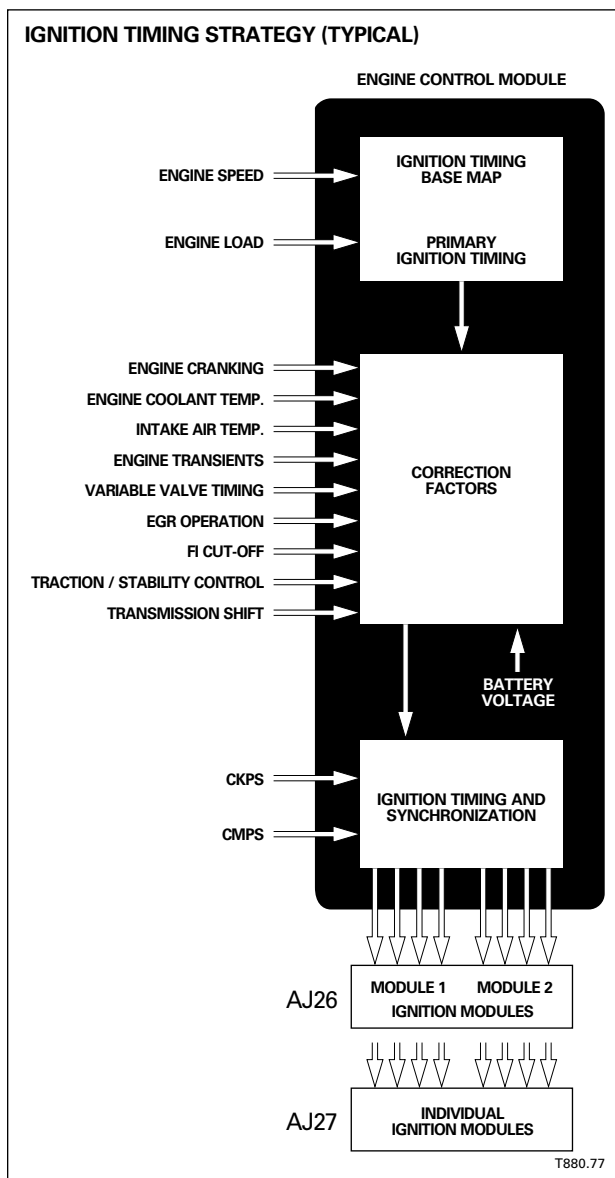 IGNITION TIMING STRATEGY (TYPICAL)
ENGINE CONTROL MODULE
ENGINE SPEED
IGNITION TIMING
BASE MAP
ENGINE LOAD
PRIMARY
IGNITION TIMING
ENGINE CRANKING
ENGINE COOLANT TEMP.
INTAKE AIR TEMP.
ENGINE TRANSIENTS
VARIABLE VALVE TIMING
EGR OPERATION
FI CUT-OFF
TRACTION / STABILITY CONTROL
TRANSMISSION SHIFT
CORRECTION
FACTORS
BATTERY
VOLTAGE
CKPS
CMPS
IGNITION TIMING AND
SYNCHRONIZATION
AJ26
MODULE 1 MODULE 2
IGNITION MODULES
AJ27
INDIVIDUAL
IGNITION MODULES
T880.77